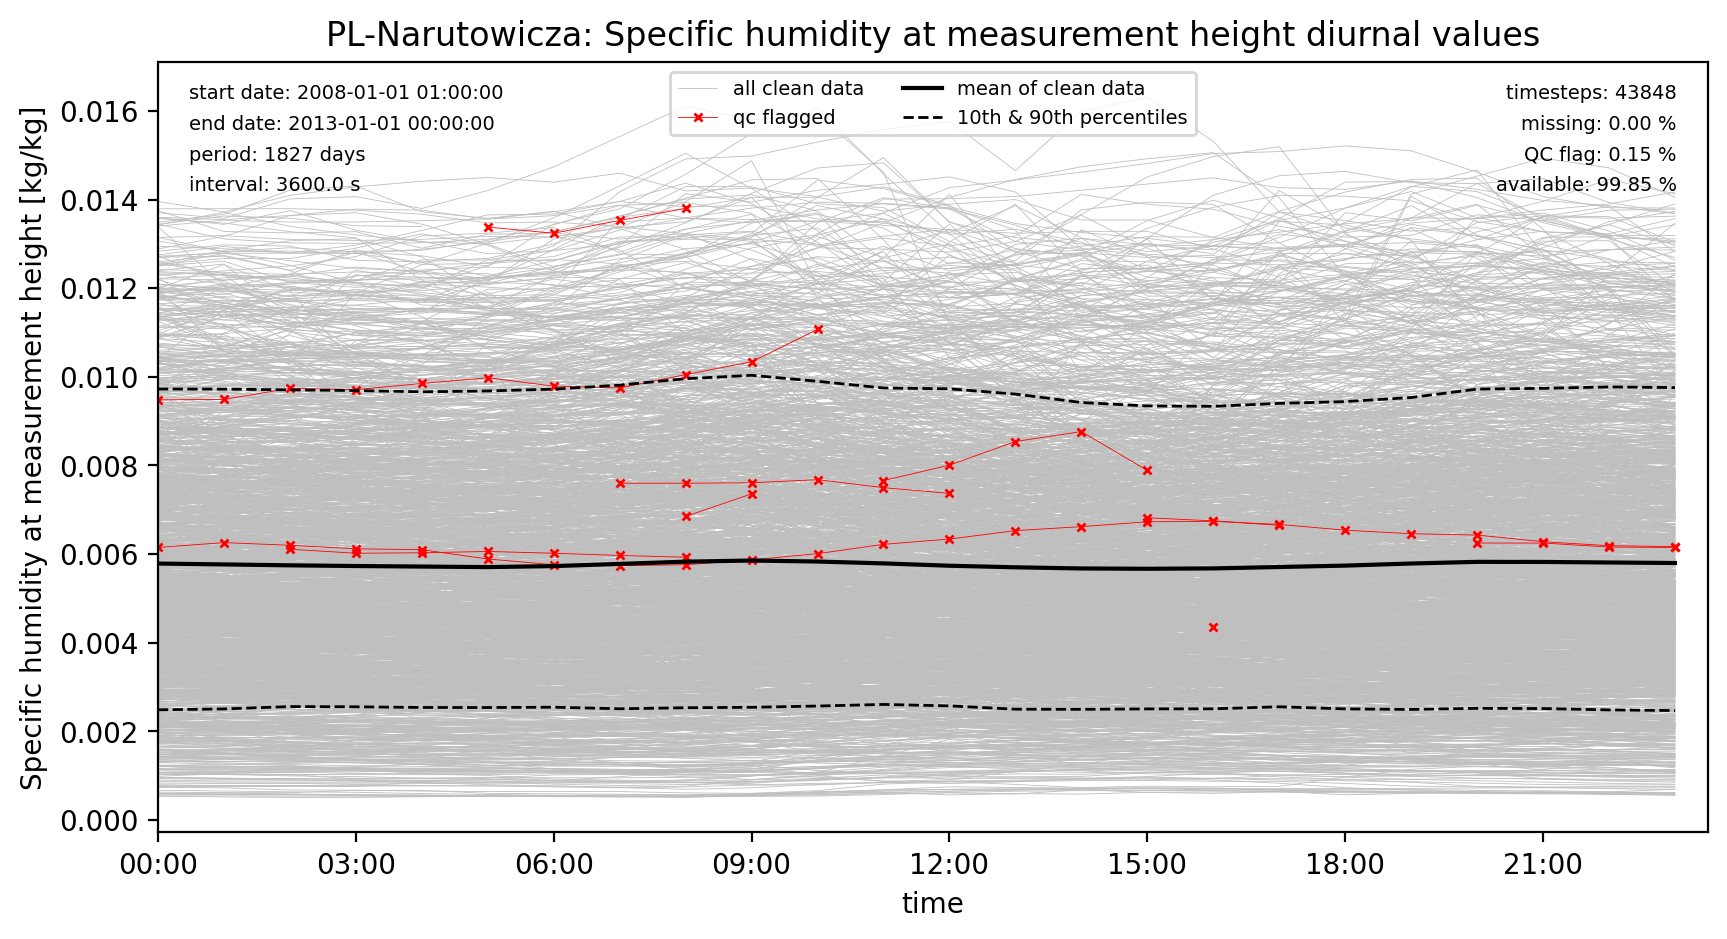 PL-Narutowicza: Specific humidity at measurement height diurnal values
start date: 2008-01-01 01:00:00
end date: 2013-01-01 00:00:00
period: 1827 days
interval: 3600.0 s
all clean data
qc flagged
mean of clean data
10th & 90th percentiles
timesteps: 43848
missing: 0.00 %
QC flag: 0.15 %
available: 99.85 %
Specific humidity at measurement height [kg/kg]
0.016
0.014
0.012
0.010
0.008
0.006
0.004
0.002
0.000
00:00 03:00 06:00 09:00 12:00 15:00 18:00 21:00
time